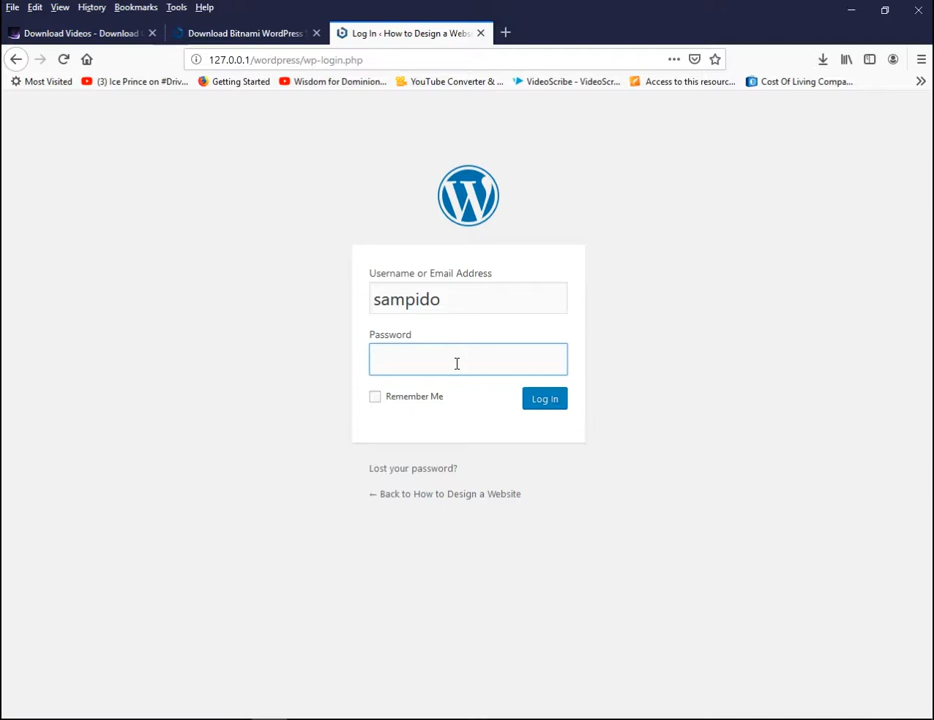 File Edit View History Bookmarks Tools Help
Download Videos - Download
Download Bitnami WordPress
Log In ‹ How to Design a Websi
127.0.0.1/wordpress/wp-login.php
Most Visited
(3) Ice Prince on #Driv...
Getting Started
Wisdom for Dominion...
YouTube Converter & ...
VideoScribe - VideoScr...
Access to this resourc...
Cost Of Living Compa...
Username or Email Address
sampido
Password
Remember Me
Log In
Lost your password?
← Back to How to Design a Website